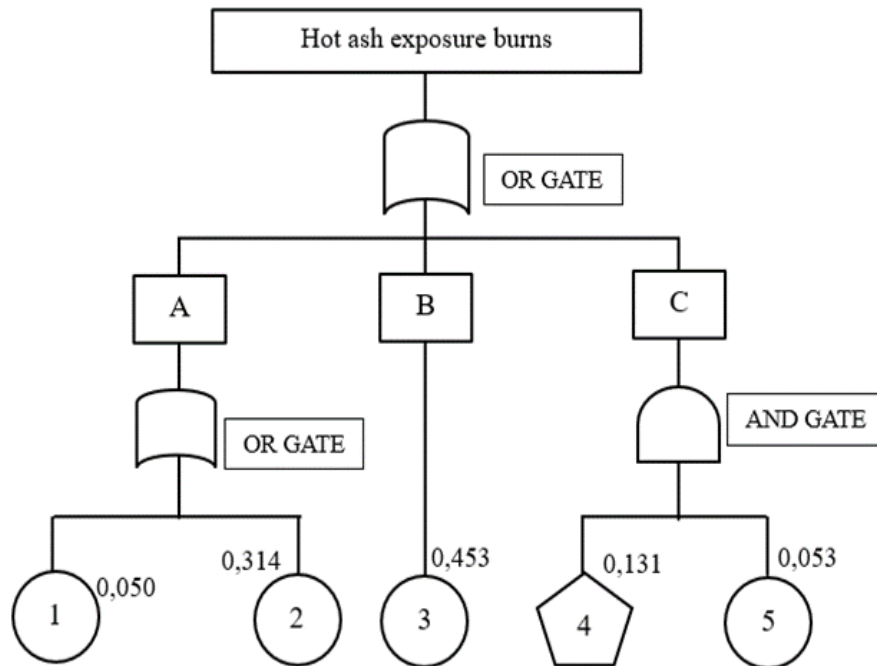 Hot ash exposure burns
OR GATE
A
B
C
OR GATE
AND GATE
0,050
0,314
0,453
0,131
0,053
1
2
3
4
5